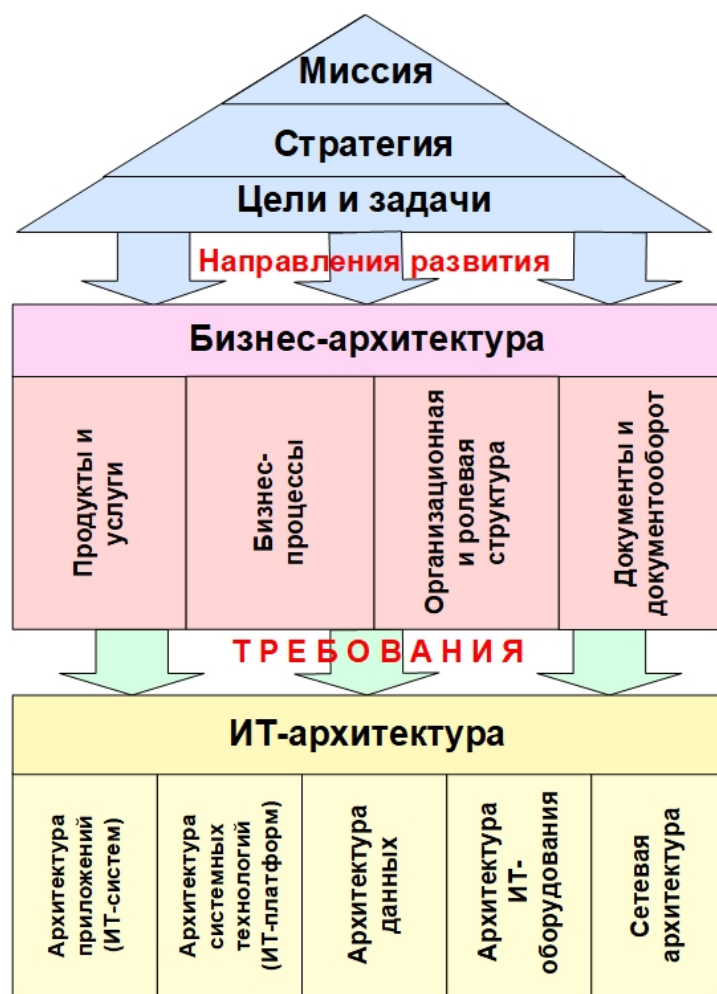 Миссия
Стратегия
Цели и задачи
Направления развития
Бизнес-архитектура
Продукты и
услуги
Бизнес-
процессы
Организационная
и ролевая
структура
Документы и
документооборот
ТРЕБОВАНИЯ
ИТ-архитектура
Архитектура
приложений
(ИТ-систем)
Архитектура
системных
технологий
(ИТ-платформ)
Архитектура
данных
Архитектура
ИТ-
оборудования
Сетевая
архитектура